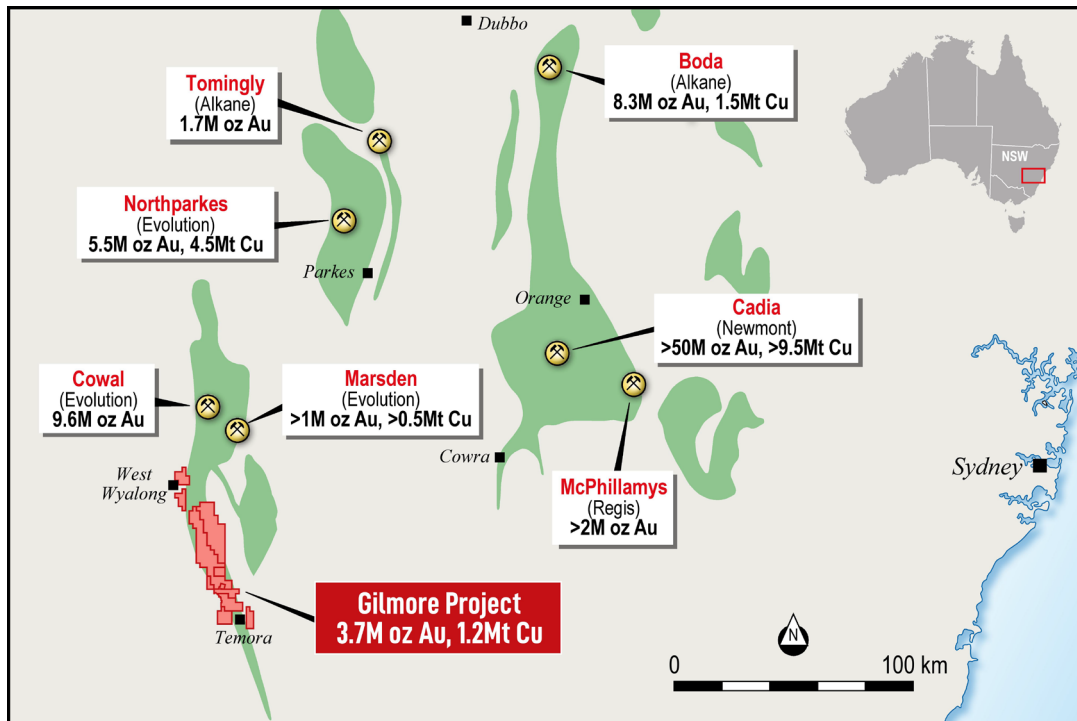 Dubbo
Tomingly
(Alkane)
1.7M oz Au
Boda
(Alkane)
8.3M oz Au, 1.5Mt Cu
NSW
Northparkes
(Evolution)
5.5M oz Au, 4.5Mt Cu
Parkes
Orange
Cadia
(Newmont)
>50M oz Au, >9.5Mt Cu
Cowal
(Evolution)
9.6M oz Au
Marsden
(Evolution)
>1M oz Au, >0.5Mt Cu
Cowra
West
Wyalong
Sydney
McPhillamys
(Regis)
>2M oz Au
Gilmore Project
3.7M oz Au, 1.2Mt Cu
Temora
N
0
100 km